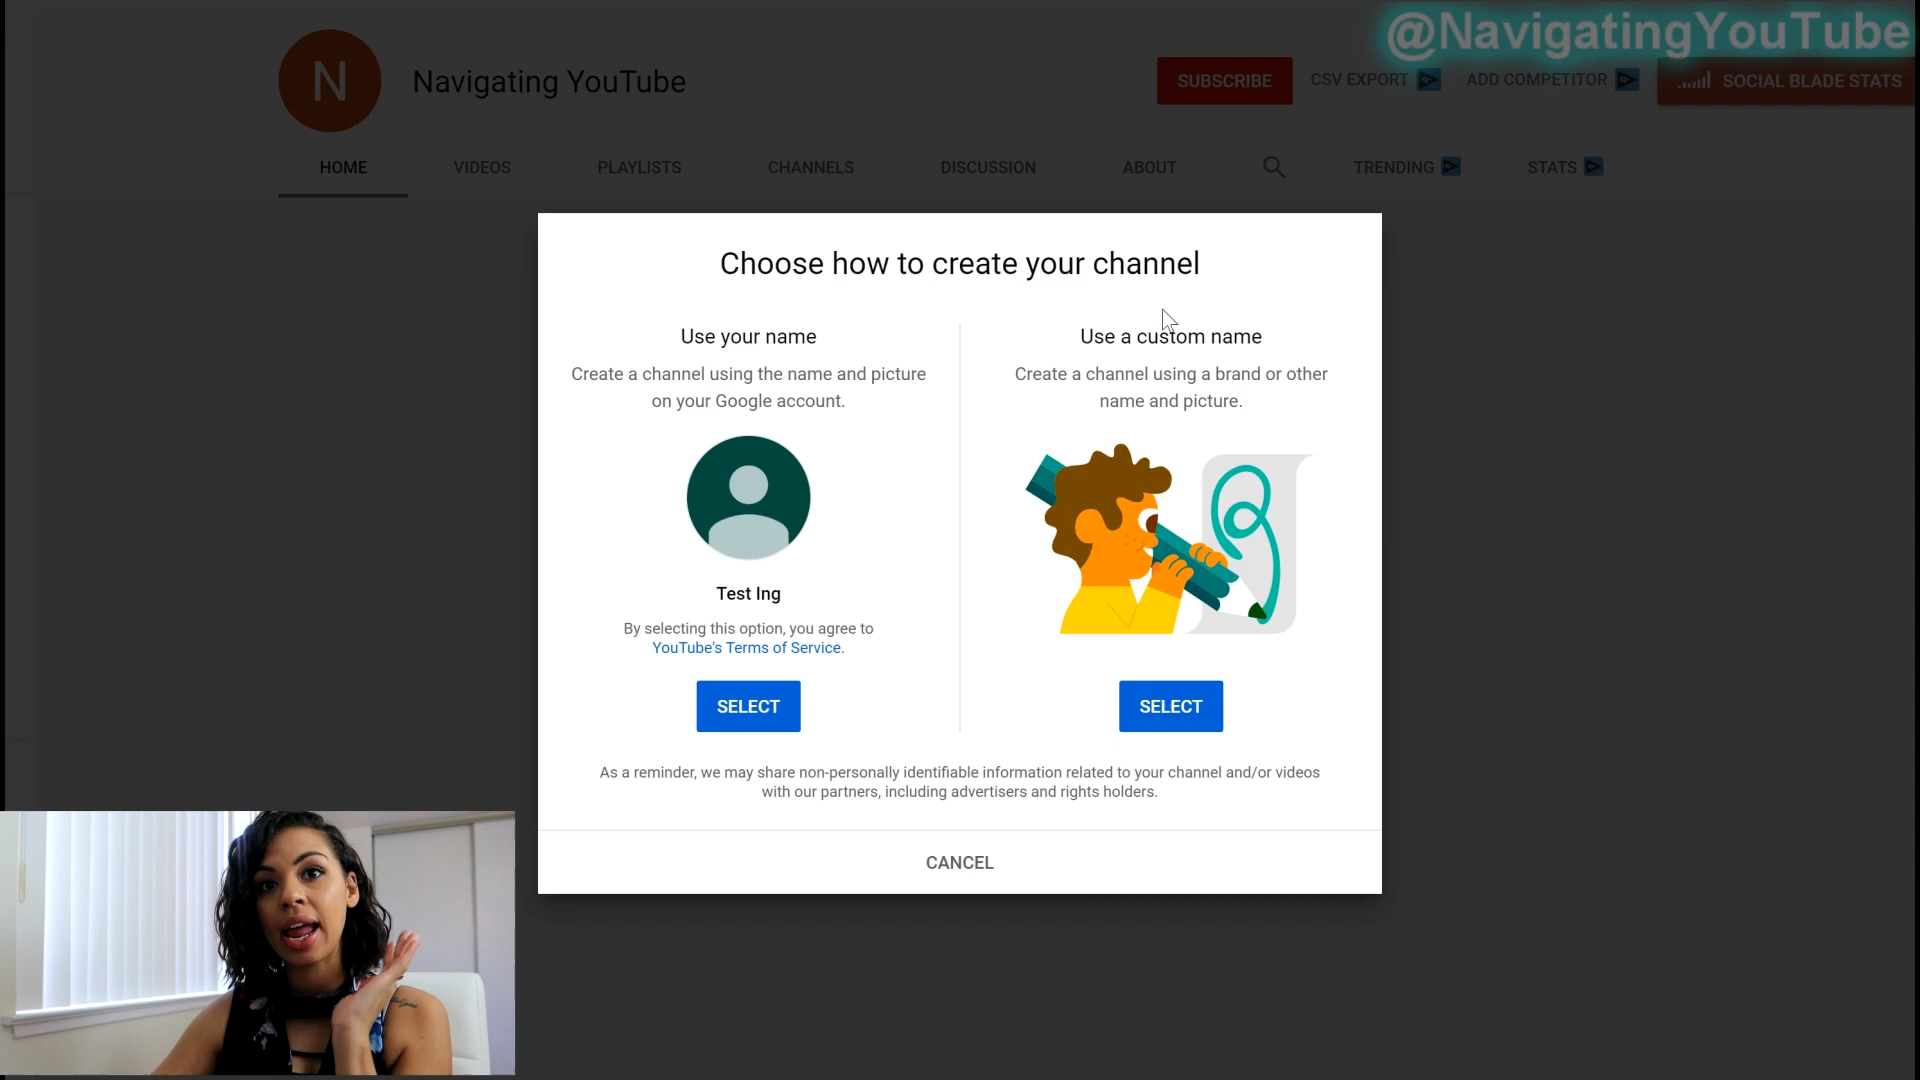 @NavigatingYouTube
N
Navigating YouTube
SUBSCRIBE
CSV EXPORT
ADD COMPETITOR
SOCIAL BLADE STATS
HOME
VIDEOS
PLAYLISTS
CHANNELS
DISCUSSION
ABOUT
TRENDING
STATS
Choose how to create your channel
Use your name
Create a channel using the name and picture
on your Google account.
Test Ing
By selecting this option, you agree to
YouTube's Terms of Service.
SELECT
Use a custom name
Create a channel using a brand or other
name and picture.
SELECT
As a reminder, we may share non-personally identifiable information related to your channel and/or videos
with our partners, including advertisers and rights holders.
CANCEL